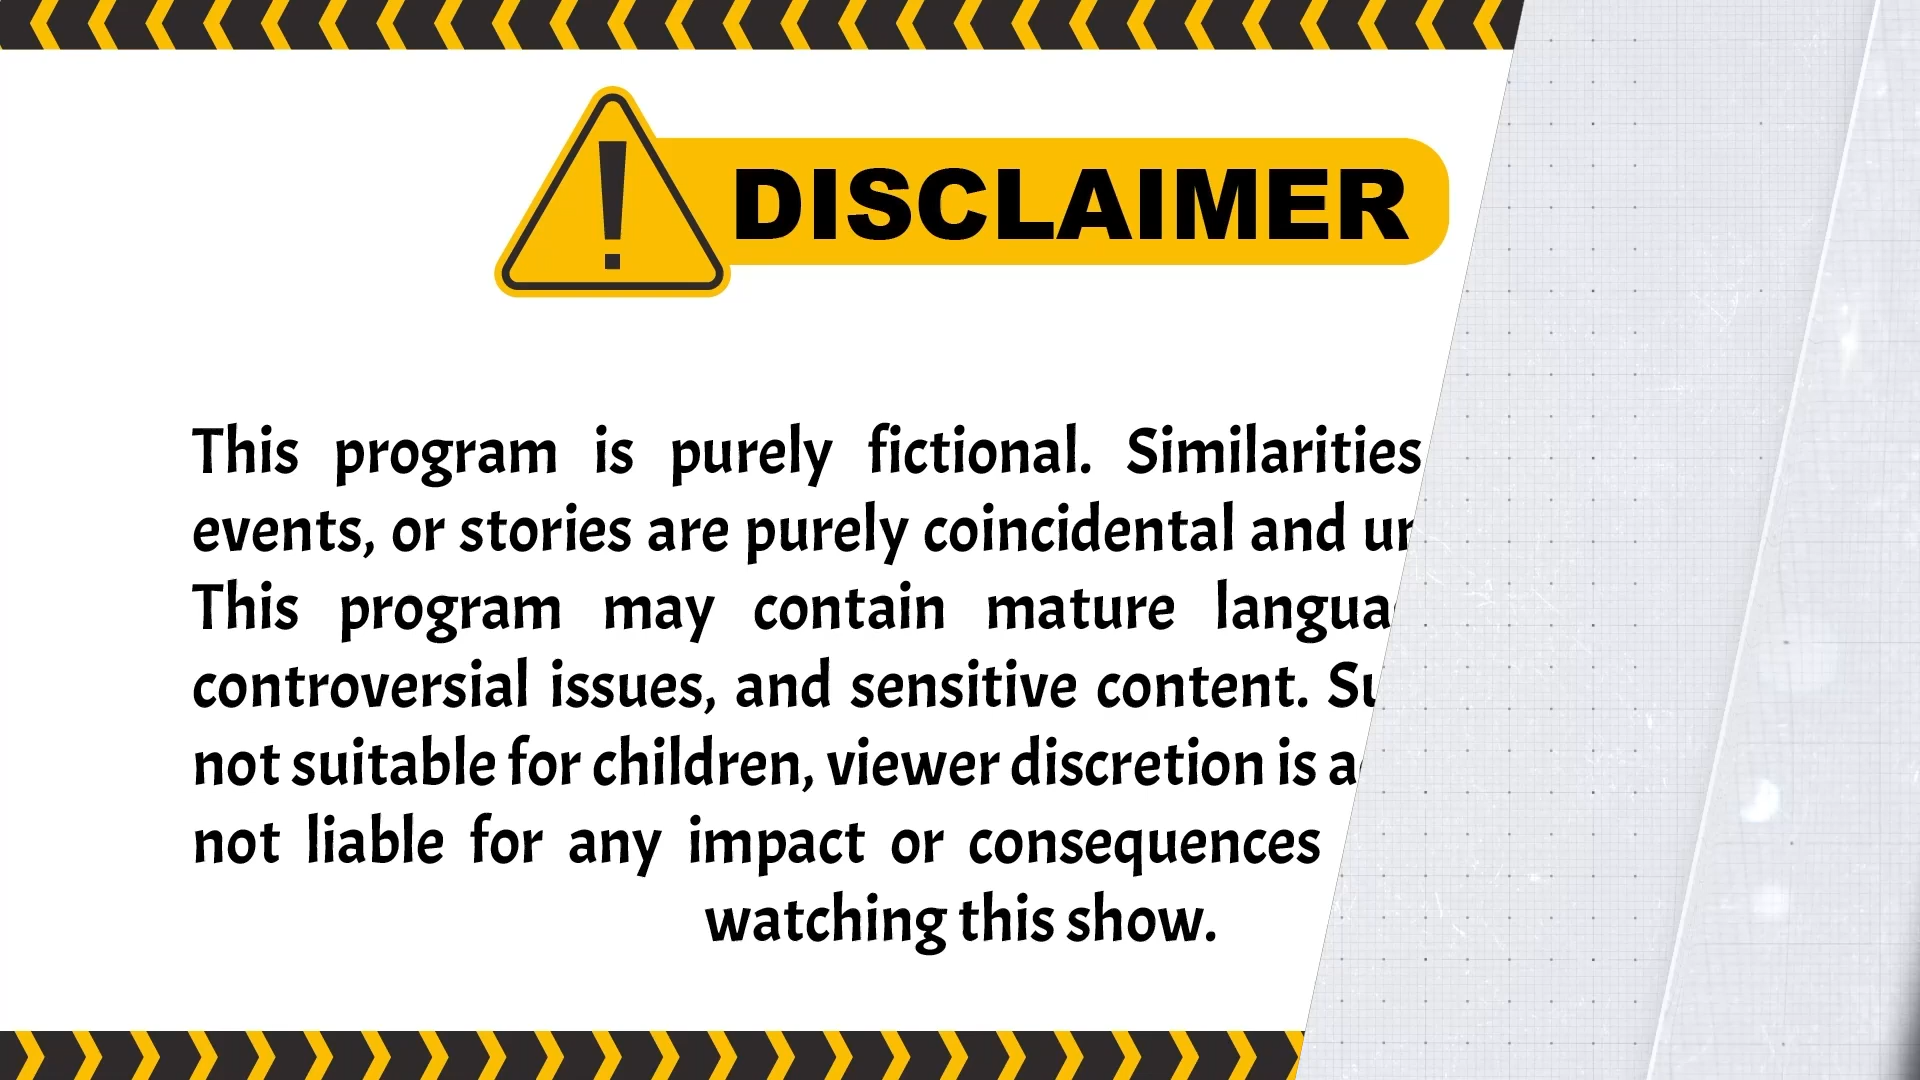 DISCLAIMER
This program is purely fictional. Similarities
events, or stories are purely coincidental and
This program may contain mature
controversial issues, and sensitive content.
not suitable for children, viewer discretion is
not liable for any impact or consequences
watching this show.